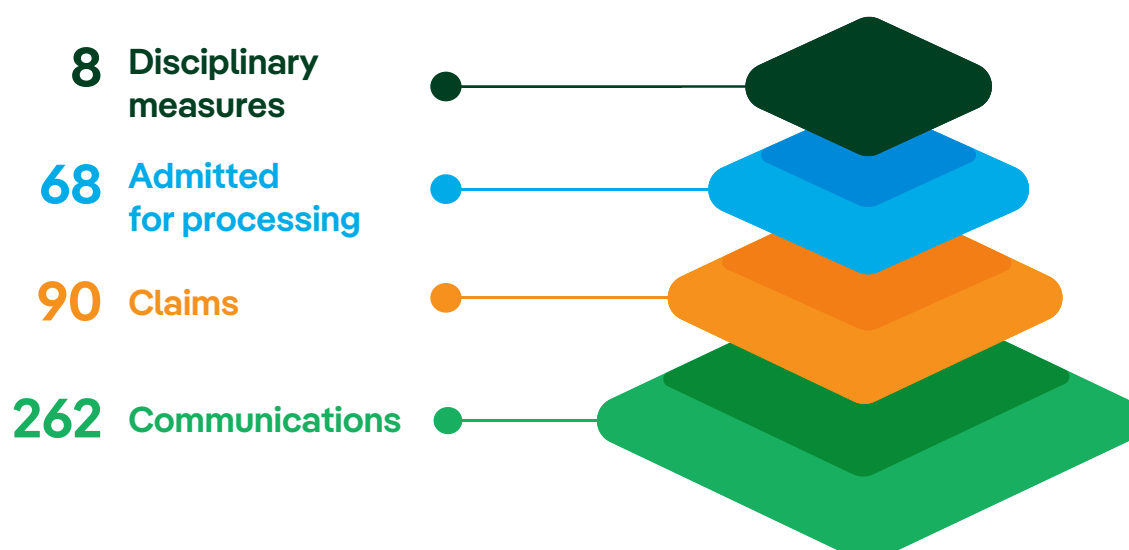 8 Disciplinary
measures
68 Admitted
for processing
90 Claims
262 Communications